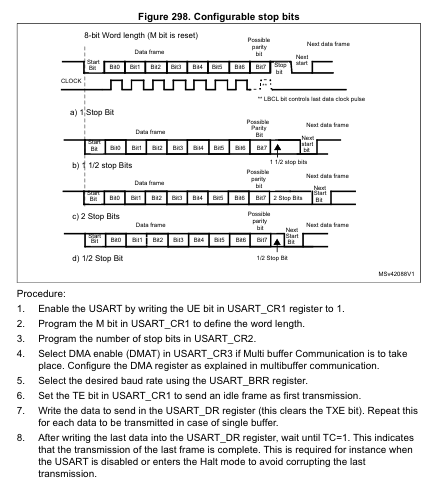 Figure 298. Configurable stop bits
8-bit Word length (M bit is reset)
Data frame
Possible parity bit
Next data frame
Start Bit Bit0 Bit1 Bit2 Bit3 Bit4 Bit5 Bit6 Bit7 Stop bit Next start bit
CLOCK
**
** LBCL bit controls last data clock pulse
a) 1 Stop Bit
Data frame
Possible Parity Bit
Next data frame
Start Bit Bit0 Bit1 Bit2 Bit3 Bit4 Bit5 Bit6 Bit7 Next start bit
1 1/2 stop bits
b) 1 1/2 stop Bits
Data frame
Possible parity bit
Next data frame
Start Bit Bit0 Bit1 Bit2 Bit3 Bit4 Bit5 Bit6 Bit7 2 Stop Bits Next Start Bit
c) 2 Stop Bits
Data frame
Possible parity bit
Next data frame
Start Bit Bit0 Bit1 Bit2 Bit3 Bit4 Bit5 Bit6 Bit7 Next Start Bit
1/2 Stop Bit
d) 1/2 Stop Bit
MSv42088V1
Procedure:
1. Enable the USART by writing the UE bit in USART_CR1 register to 1.
2. Program the M bit in USART_CR1 to define the word length.
3. Program the number of stop bits in USART_CR2.
4. Select DMA enable (DMAT) in USART_CR3 if Multi buffer Communication is to take
place. Configure the DMA register as explained in multibuffer communication.
5. Select the desired baud rate using the USART_BRR register.
6. Set the TE bit in USART_CR1 to send an idle frame as first transmission.
7. Write the data to send in the USART_DR register (this clears the TXE bit). Repeat this
for each data to be transmitted in case of single buffer.
8. After writing the last data into the USART_DR register, wait until TC=1. This indicates
that the transmission of the last frame is complete. This is required for instance when
the USART is disabled or enters the Halt mode to avoid corrupting the last
transmission.